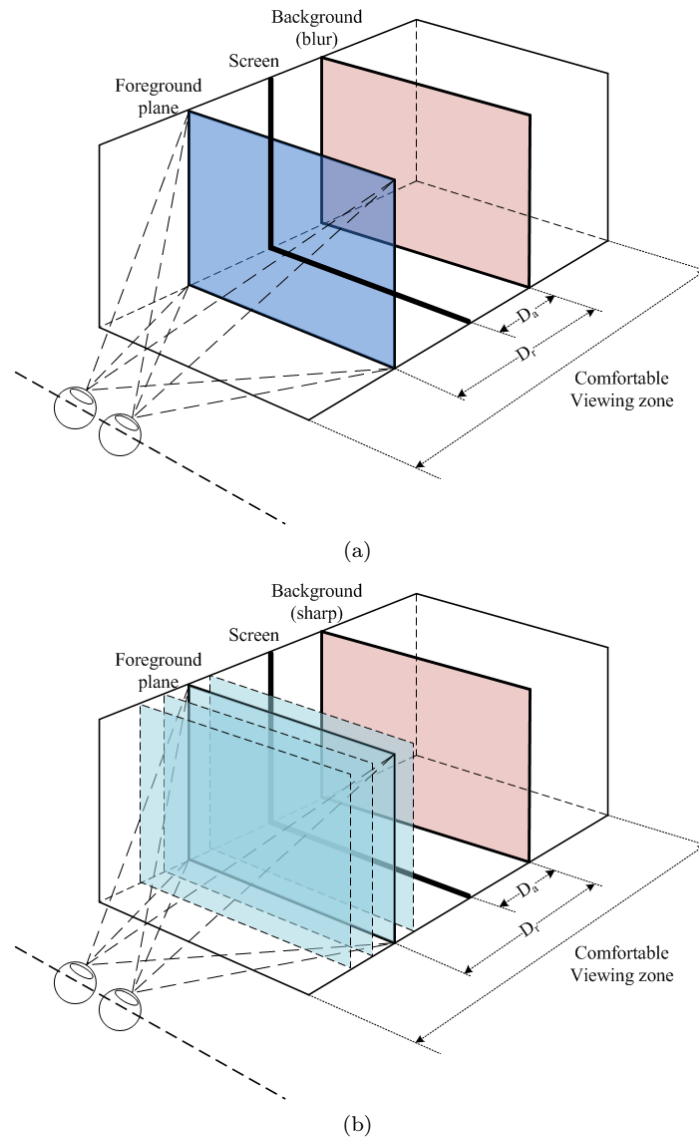 Background
(blur)
Screen
Foreground
plane
Dₐ
Dᵣ
Comfortable
Viewing zone
(a)
Background
(sharp)
Screen
Foreground
plane
Dₐ
Dᵣ
Comfortable
Viewing zone
(b)